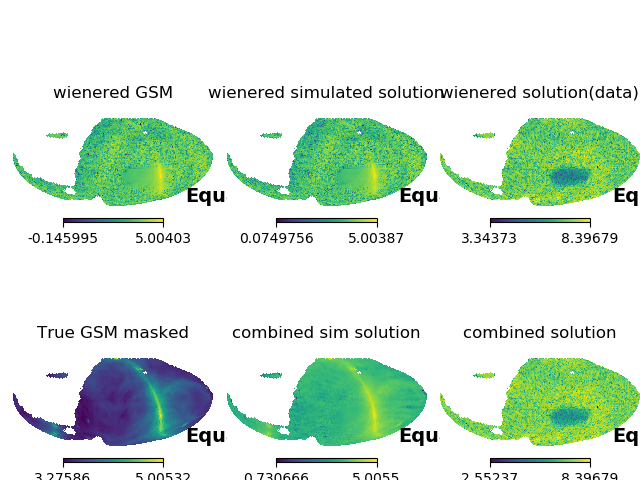 wienered GSM
wienered simulated solution
wienered solution(data)
Equ
Equ
Eq
-0.145995 5.00403
0.0749756 5.00387
3.34373 8.39679
True GSM masked
combined sim solution
combined solution
Equ
Equ
Eq
3.27586 5.00532
0.730666 5.0055
2.55237 8.39679